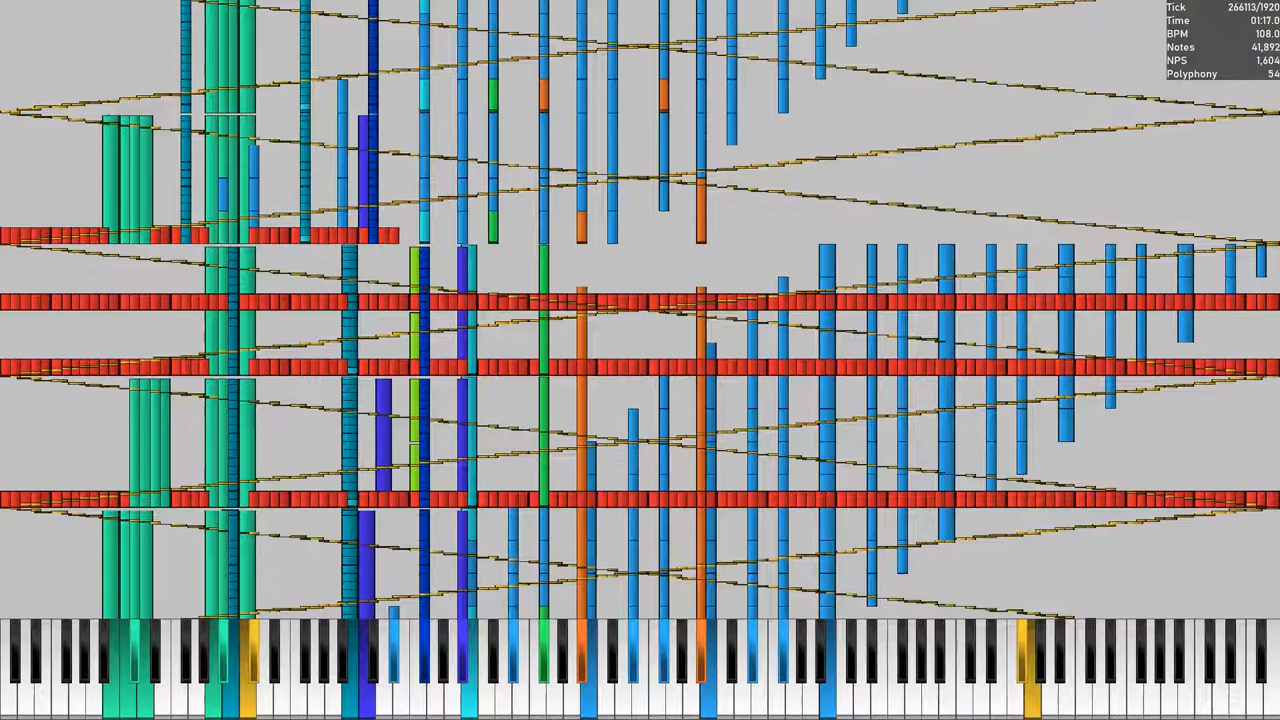 Tick 266113/1920
Time 01:17.0
BPM 108.0
Notes 41,892
NPS 1,604
Polyphony 54